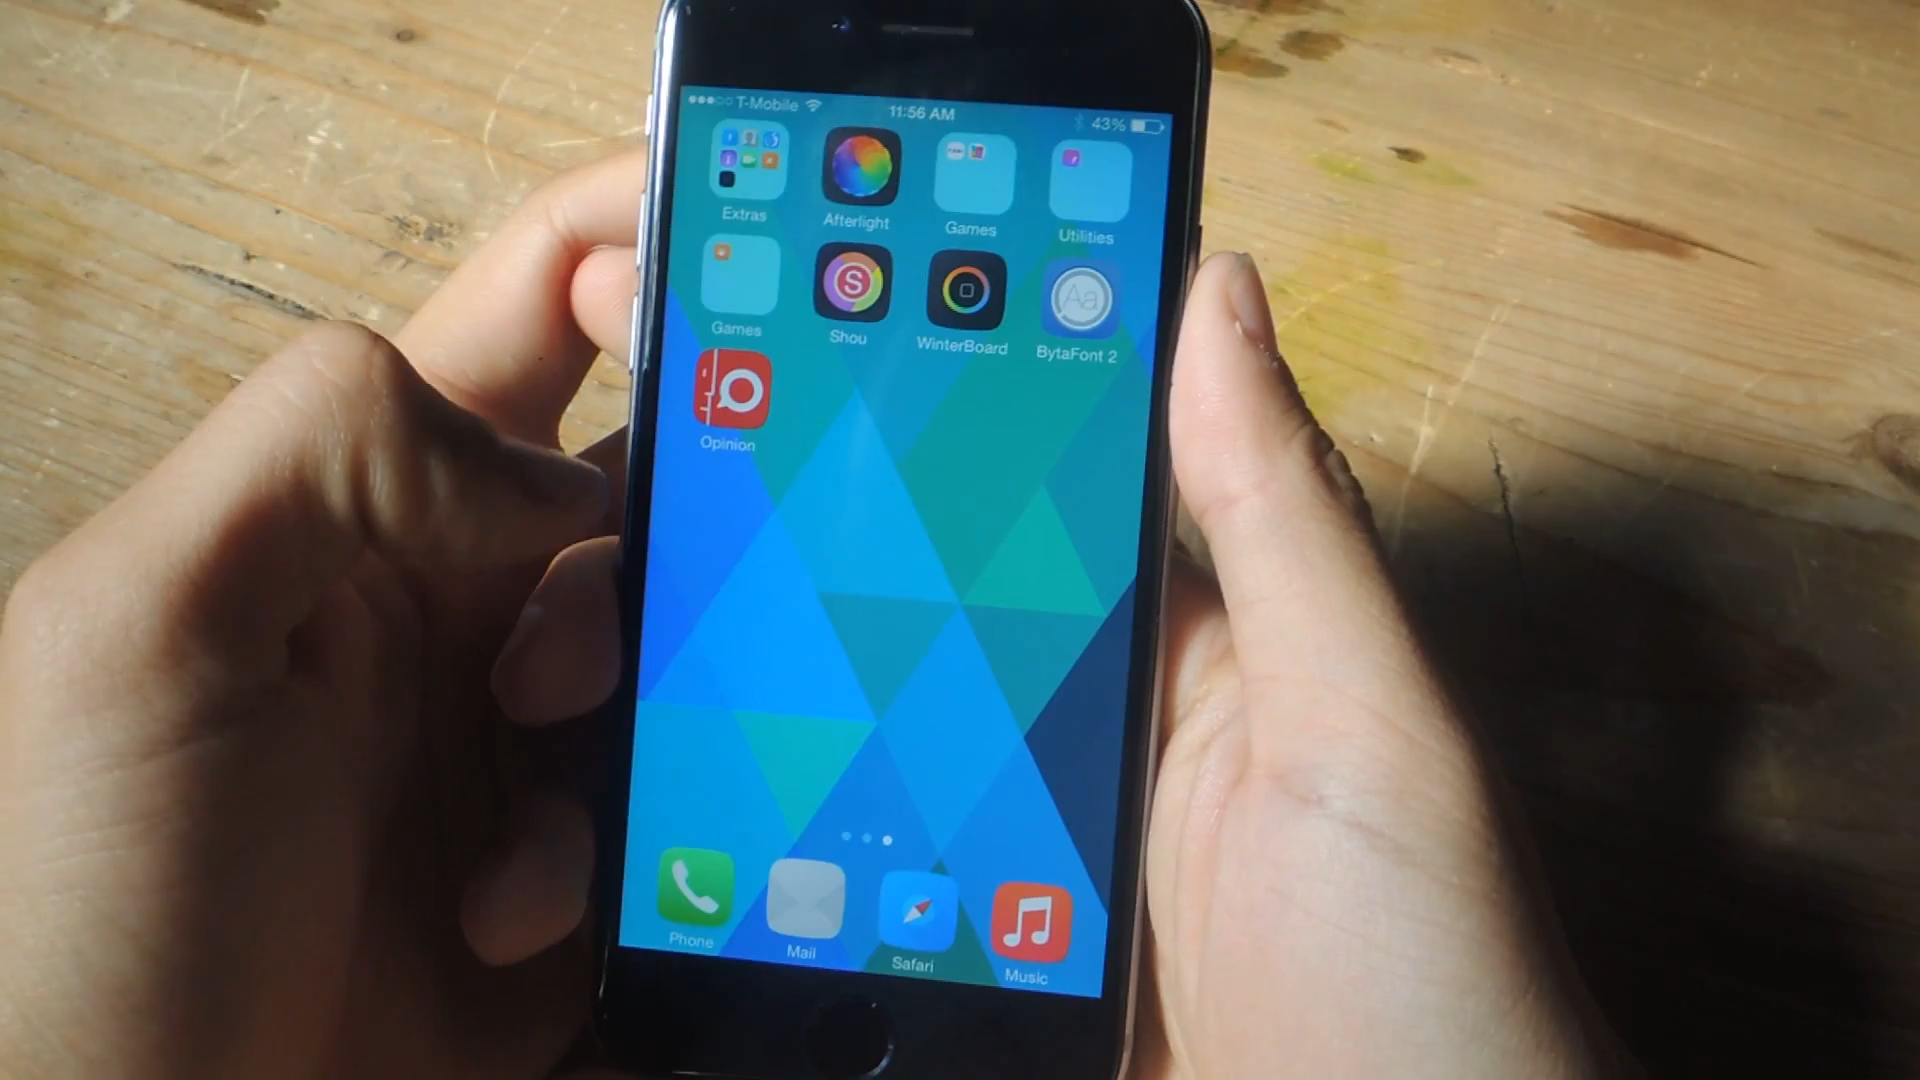 T-Mobile 11:56 AM 43%
Extras Afterlight Games Utilities
Games Shou WinterBoard BytaFont 2
Opinion
Phone Mail Safari Music